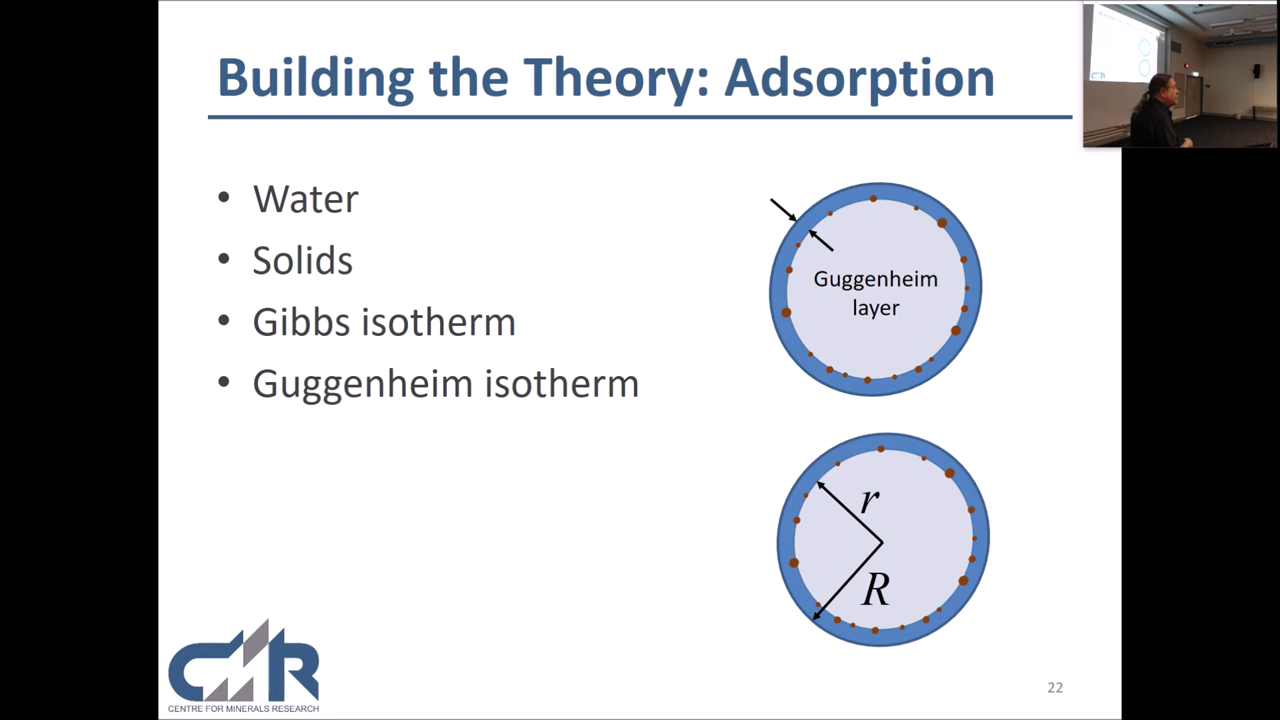 Building the Theory: Adsorption
• Water
• Solids
• Gibbs isotherm
• Guggenheim isotherm
Guggenheim
layer
r
R
CMR
CENTRE FOR MINERALS RESEARCH
22